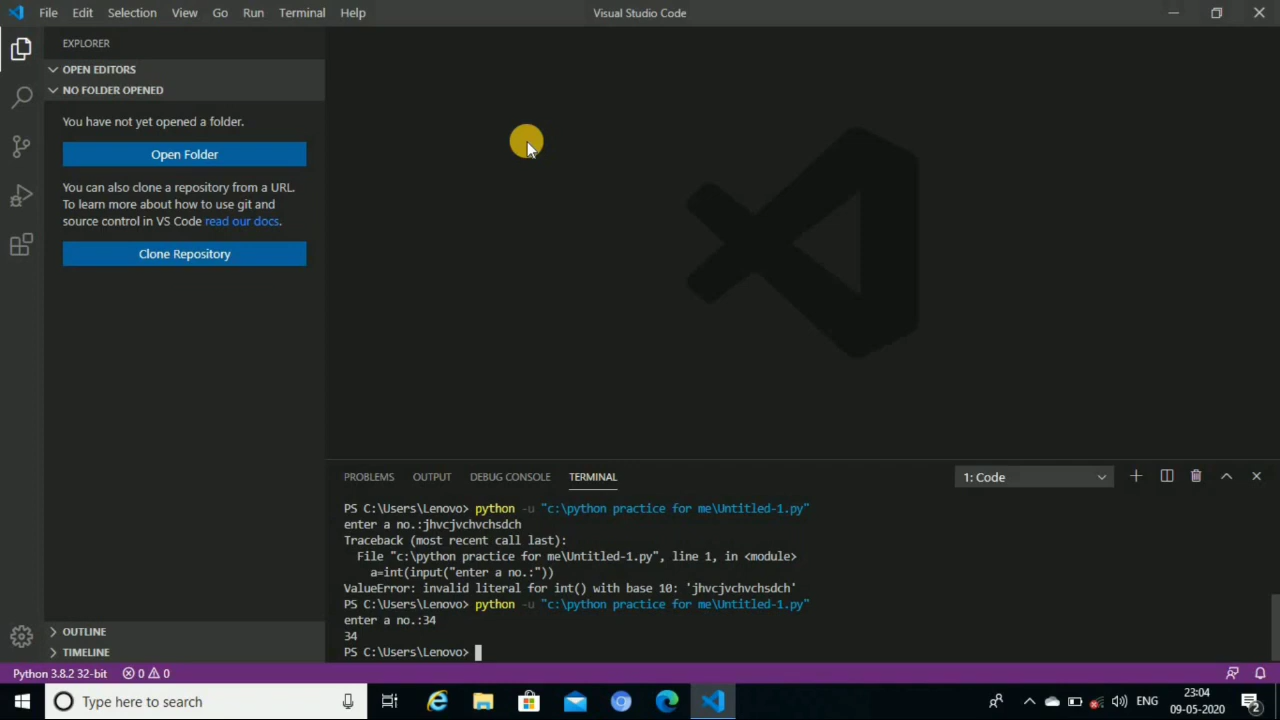 File Edit Selection View Go Run Terminal Help
Visual Studio Code
EXPLORER
OPEN EDITORS
NO FOLDER OPENED
You have not yet opened a folder.
Open Folder
You can also clone a repository from a URL.
To learn more about how to use git and
source control in VS Code read our docs.
Clone Repository
OUTLINE
TIMELINE
PROBLEMS OUTPUT DEBUG CONSOLE TERMINAL
1: Code
PS C:\Users\Lenovo> python -u "c:\python practice for me\Untitled-1.py"
enter a no.:jhvcjvchvchsdch
Traceback (most recent call last):
File "c:\python practice for me\Untitled-1.py", line 1, in <module>
a=int(input("enter a no.:"))
ValueError: invalid literal for int() with base 10: 'jhvcjvchvchsdch'
PS C:\Users\Lenovo> python -u "c:\python practice for me\Untitled-1.py"
enter a no.:34
34
PS C:\Users\Lenovo>
Python 3.8.2 32-bit 0 0
Type here to search
ENG
23:04
09-05-2020
2